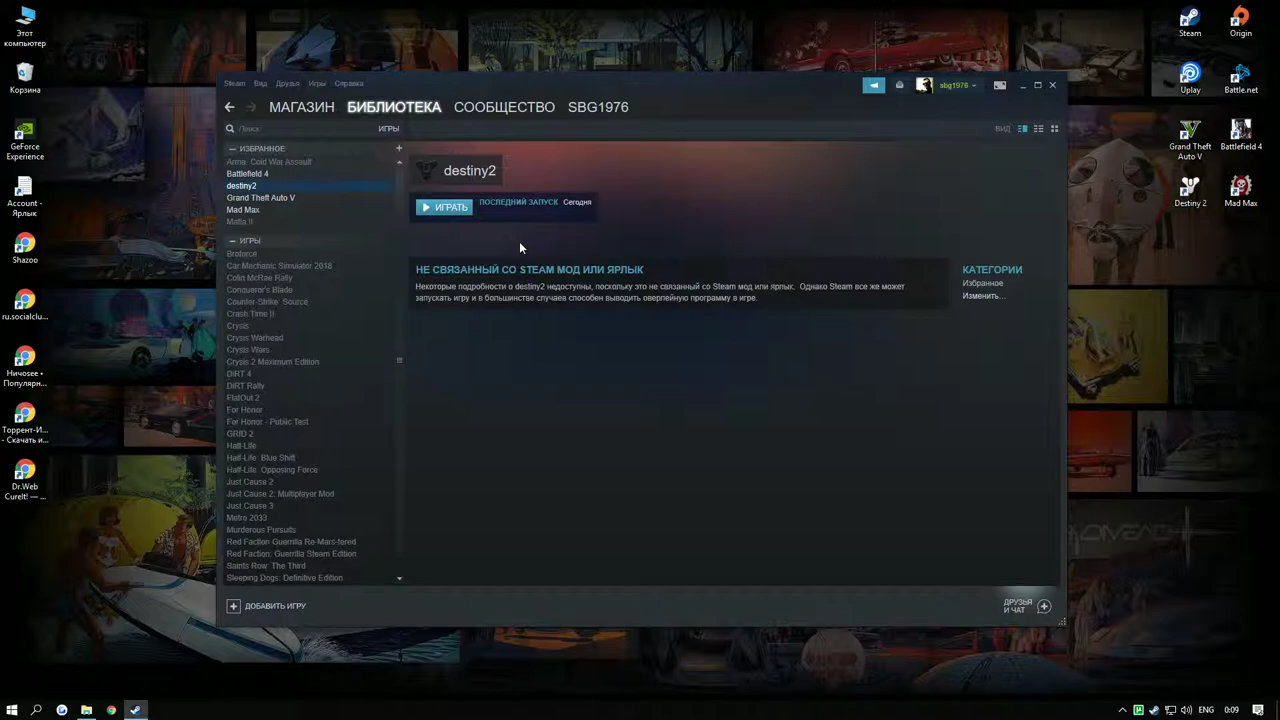 Этот
компьютер
Корзина
GeForce
Experience
Account -
Ярлык
Shazoo
ru.socialclu...
Ничосее •
Популярн...
Торрент-И...
- Скачать и...
Dr.Web
CureIt! — ...
Steam
Вид
Друзья
Игры
Справка
sbg1976
МАГАЗИН
БИБЛИОТЕКА
СООБЩЕСТВО
SBG1976
Поиск
ИГРЫ
ВИД
ИЗБРАННОЕ
Arma: Cold War Assault
Battlefield 4
destiny2
Grand Theft Auto V
Mad Max
Mafia II
ИГРЫ
Broforce
Car Mechanic Simulator 2018
Colin McRae Rally
Conqueror's Blade
Counter-Strike: Source
Crash Time II
Crysis
Crysis Warhead
Crysis Wars
Crysis 2 Maximum Edition
DiRT 4
DiRT Rally
FlatOut 2
For Honor
For Honor - Public Test
GRID 2
Half-Life
Half-Life: Blue Shift
Half-Life: Opposing Force
Just Cause 2
Just Cause 2: Multiplayer Mod
Just Cause 3
Metro 2033
Murderous Pursuits
Red Faction Guerrilla Re-Mars-tered
Red Faction: Guerrilla Steam Edition
Saints Row: The Third
Sleeping Dogs: Definitive Edition
ДОБАВИТЬ ИГРУ
destiny2
ИГРАТЬ
ПОСЛЕДНИЙ ЗАПУСК
Сегодня
НЕ СВЯЗАННЫЙ СО STEAM МОД ИЛИ ЯРЛЫК
Некоторые подробности о destiny2 недоступны, поскольку это не связанный со Steam мод или ярлык. Однако Steam все же может
запускать игру и в большинстве случаев способен выводить оверлейную программу в игре.
КАТЕГОРИИ
Избранное
Изменить...
ДРУЗЬЯ
И ЧАТ
Steam
Origin
Uplay
Battle.net
Grand Theft
Auto V
Battlefield 4
Destiny 2
Mad Max
ENG
0:09